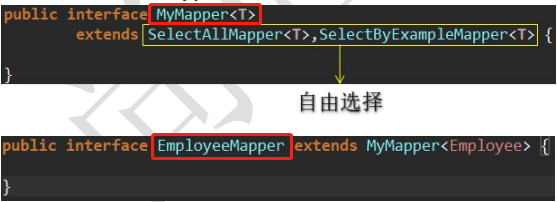 public interface MyMapper<T>
extends SelectAllMapper<T>,SelectByExampleMapper<T> {
}
自由选择
public interface EmployeeMapper extends MyMapper<Employee> {
}